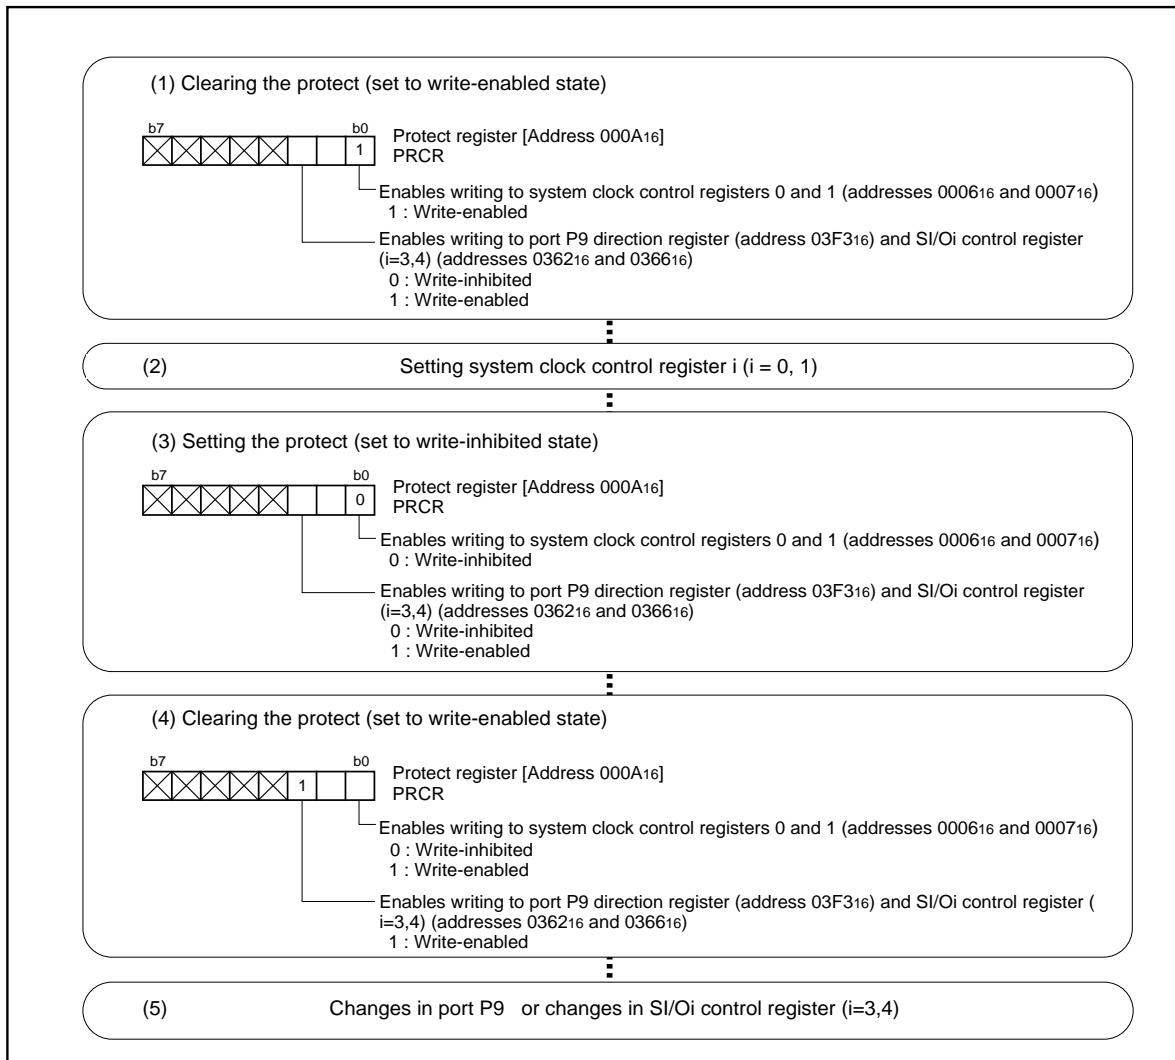 (1) Clearing the protect (set to write-enabled state)
b7 b0
1
Protect register [Address 000A16]
PRCR
Enables writing to system clock control registers 0 and 1 (addresses 000616 and 000716)
1 : Write-enabled
Enables writing to port P9 direction register (address 03F316) and SI/Oi control register
(i=3,4) (addresses 036216 and 036616)
0 : Write-inhibited
1 : Write-enabled
(2) Setting system clock control register i (i = 0, 1)
(3) Setting the protect (set to write-inhibited state)
b7 b0
0
Protect register [Address 000A16]
PRCR
Enables writing to system clock control registers 0 and 1 (addresses 000616 and 000716)
0 : Write-inhibited
Enables writing to port P9 direction register (address 03F316) and SI/Oi control register
(i=3,4) (addresses 036216 and 036616)
0 : Write-inhibited
1 : Write-enabled
(4) Clearing the protect (set to write-enabled state)
b7 b0
1
Protect register [Address 000A16]
PRCR
Enables writing to system clock control registers 0 and 1 (addresses 000616 and 000716)
0 : Write-inhibited
1 : Write-enabled
Enables writing to port P9 direction register (address 03F316) and SI/Oi control register (
i=3,4) (addresses 036216 and 036616)
1 : Write-enabled
(5) Changes in port P9 or changes in SI/Oi control register (i=3,4)